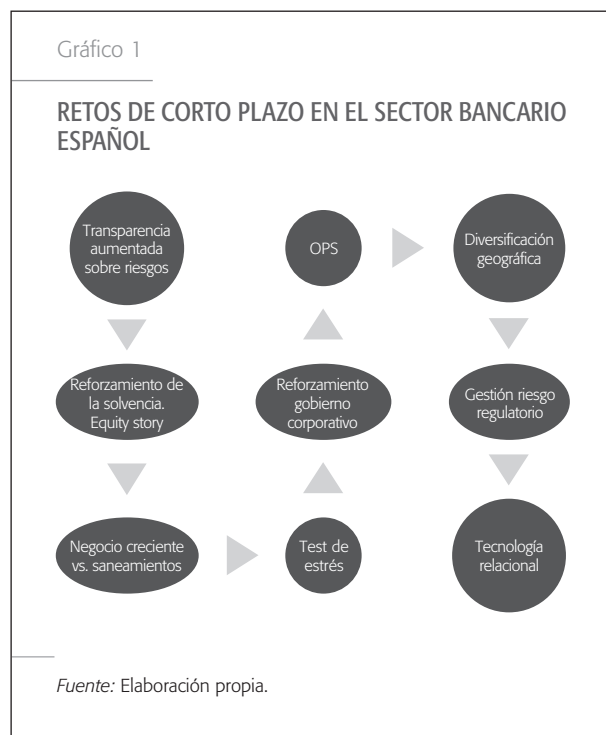 Gráfico 1
RETOS DE CORTO PLAZO EN EL SECTOR BANCARIO
ESPAÑOL
Transparencia
aumentada
sobre riesgos
Reforzamiento de
la solvencia.
Equity story
Negocio creciente
vs. saneamientos
Test de
estrés
Reforzamiento
gobierno
corporativo
OPS
Diversificación
geográfica
Gestión riesgo
regulatorio
Tecnología
relacional
Fuente: Elaboración propia.